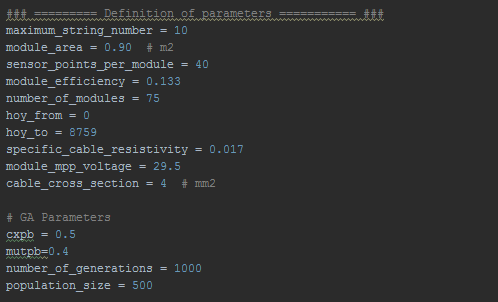 ### ========= Definition of parameters =========== ###
maximum_string_number = 10
module_area = 0.90  # m2
sensor_points_per_module = 40
module_efficiency = 0.133
number_of_modules = 75
hoy_from = 0
hoy_to = 8759
specific_cable_resistivity = 0.017
module_mpp_voltage = 29.5
cable_cross_section = 4  # mm2
# GA Parameters
cxpb = 0.5
mutpb=0.4
number_of_generations = 1000
population_size = 500